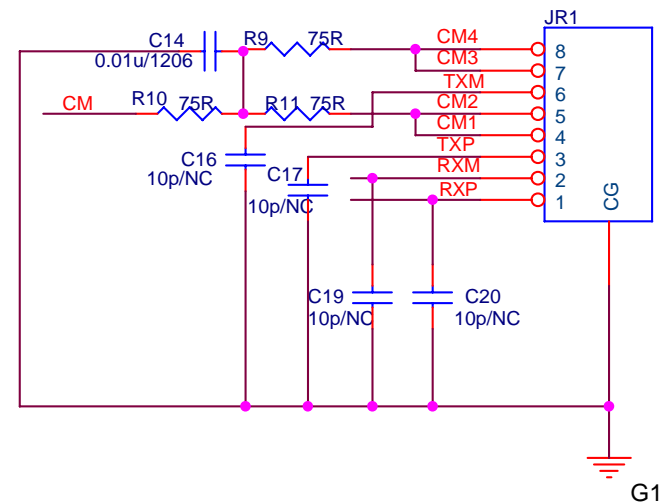 JR1
C14
0.01u/1206
R9
75R
CM4
8
CM3
7
TXM
6
CM
R10
75R
R11
75R
CM2
5
CM1
4
TXP
3
C16
10p/NC
C17
10p/NC
RXM
2
RXP
1
CG
C19
10p/NC
C20
10p/NC
G1